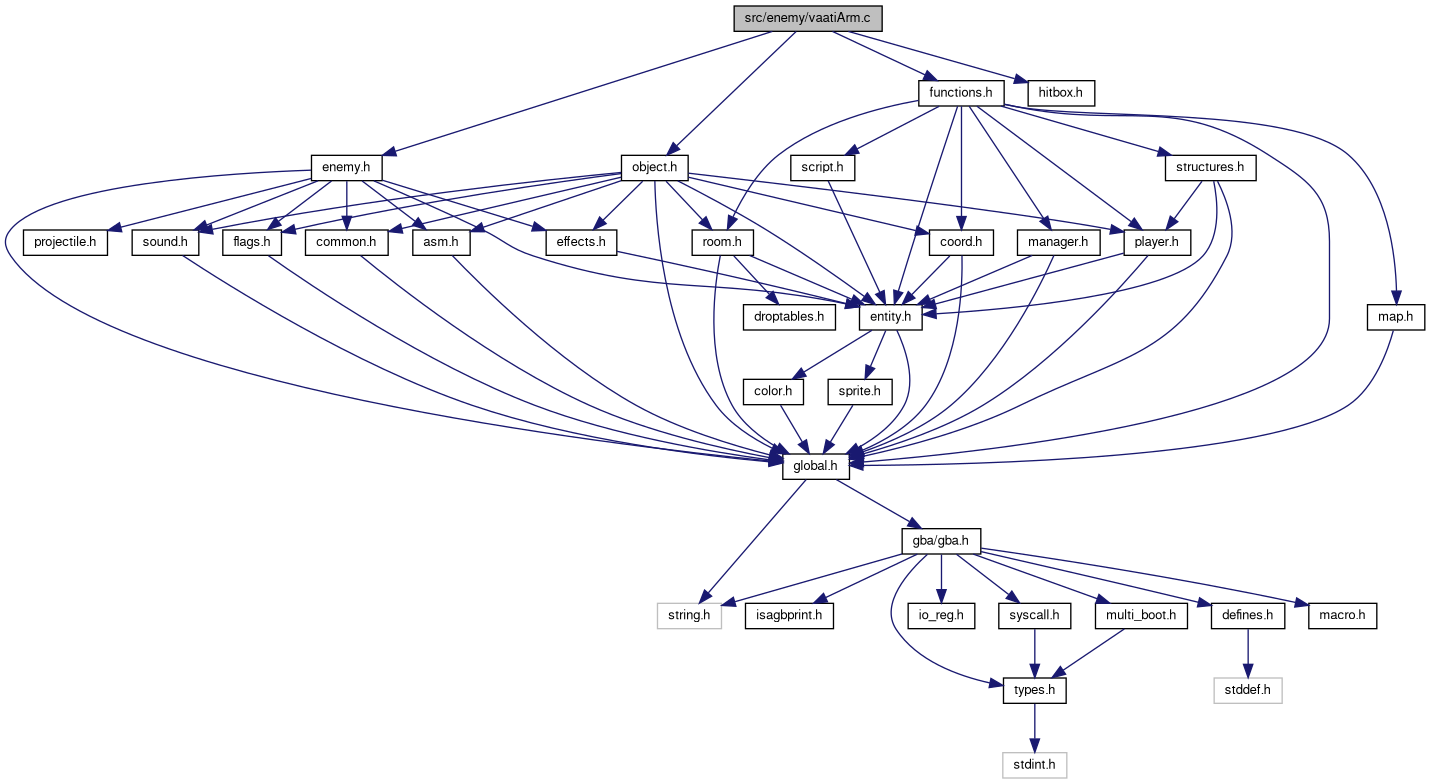 src/enemy/vaatiArm.c
functions.h
hitbox.h
enemy.h
object.h
script.h
structures.h
projectile.h
sound.h
flags.h
common.h
asm.h
effects.h
room.h
coord.h
manager.h
player.h
droptables.h
entity.h
map.h
color.h
sprite.h
global.h
gba/gba.h
string.h
isagbprint.h
io_reg.h
syscall.h
multi_boot.h
defines.h
macro.h
types.h
stddef.h
stdint.h